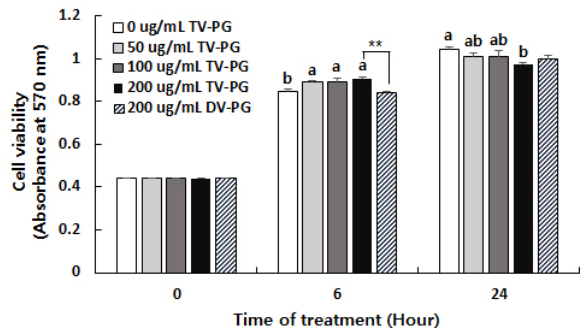 1.2
1
0.8
0.6
0.4
0.2
0
Cell viability
(Absorbance at 570 nm)
0 ug/mL TV-PG
50 ug/mL TV-PG
100 ug/mL TV-PG
200 ug/mL TV-PG
200 ug/mL DV-PG
b a a a **
a ab ab b
0 6 24
Time of treatment (Hour)